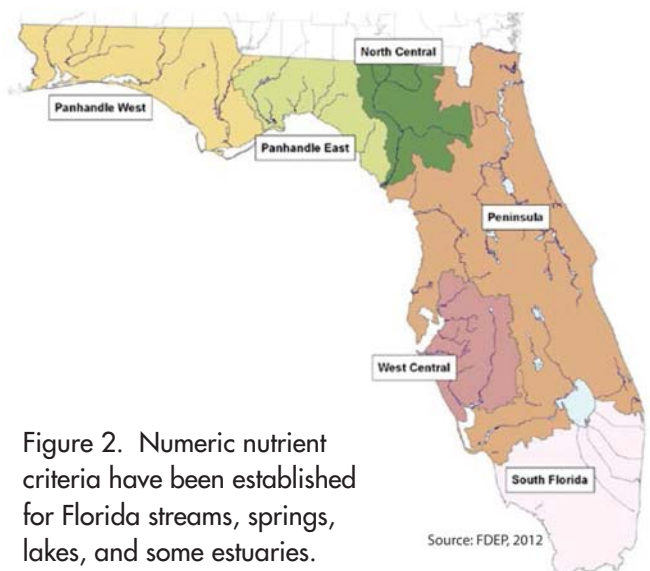 North Central
Panhandle West
Panhandle East
Peninsula
West Central
Figure 2. Numeric nutrient
criteria have been established
for Florida streams, springs,
lakes, and some estuaries.
South Florida
Source: FDEP, 2012